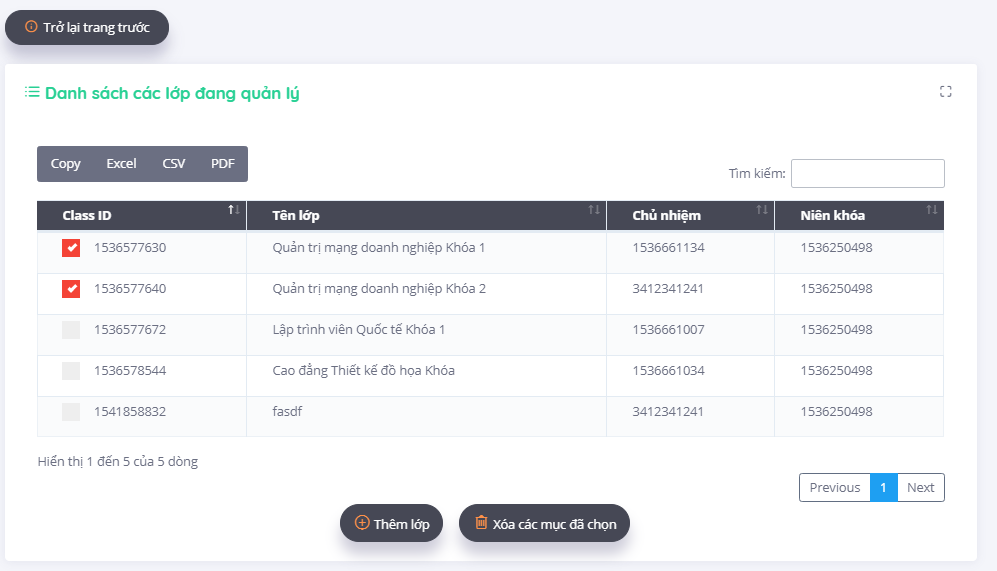 Trở lại trang trước
Danh sách các lớp đang quản lý
Copy Excel CSV PDF
Tìm kiếm:
Class ID Tên lớp Chủ nhiệm Niên khóa
1536577630 Quản trị mạng doanh nghiệp Khóa 1 1536661134 1536250498
1536577640 Quản trị mạng doanh nghiệp Khóa 2 3412341241 1536250498
1536577672 Lập trình viên Quốc tế Khóa 1 1536661007 1536250498
1536578544 Cao đẳng Thiết kế đồ họa Khóa 1536661034 1536250498
1541858832 fasdf 3412341241 1536250498
Hiển thị 1 đến 5 của 5 dòng
Previous 1 Next
Thêm lớp Xóa các mục đã chọn